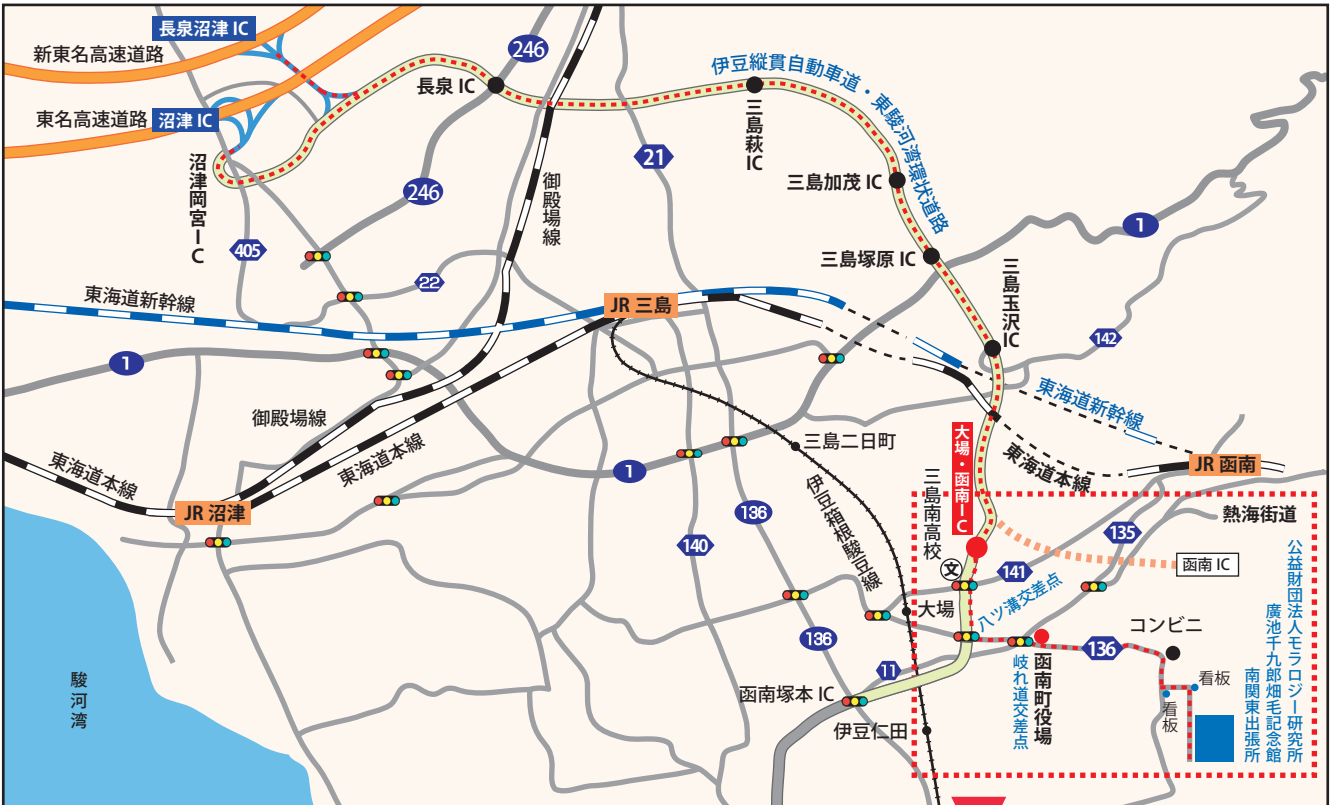 長泉沼津 IC
新東名高速道路
東名高速道路
沼津 IC
沼津岡宮IC
長泉 IC
246
246
405
22
21
御殿場線
伊豆縦貫自動車道・東駿河湾環状道路
三島萩IC
三島加茂 IC
三島塚原 IC
三島玉沢IC
1
142
東海道新幹線
JR 三島
1
御殿場線
東海道本線
東海道本線
JR 沼津
1
三島二日町
伊豆箱根駿豆線
136
140
136
東海道新幹線
東海道本線
JR 函南
大場・函南IC
三島南高校
文
141
135
熱海街道
函南 IC
八ツ溝交差点
大場
11
函南塚本 IC
伊豆仁田
函南町役場
岐れ道交差点
136
コンビニ
看板
看板
公益財団法人モラロジー研究所
廣池千九郎畑毛記念館
南関東出張所
駿河湾